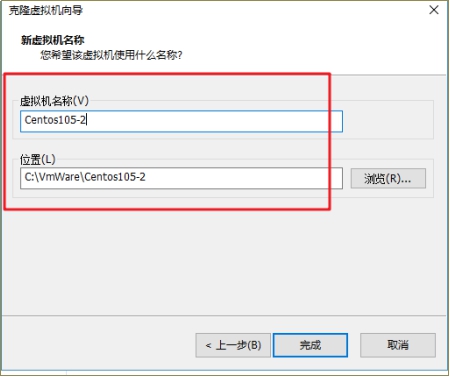 克隆虚拟机向导
新虚拟机名称
您希望该虚拟机使用什么名称?
虚拟机名称(V)
Centos105-2
位置(L)
C:\VmWare\Centos105-2
浏览(R)...
< 上一步(B)
完成
取消